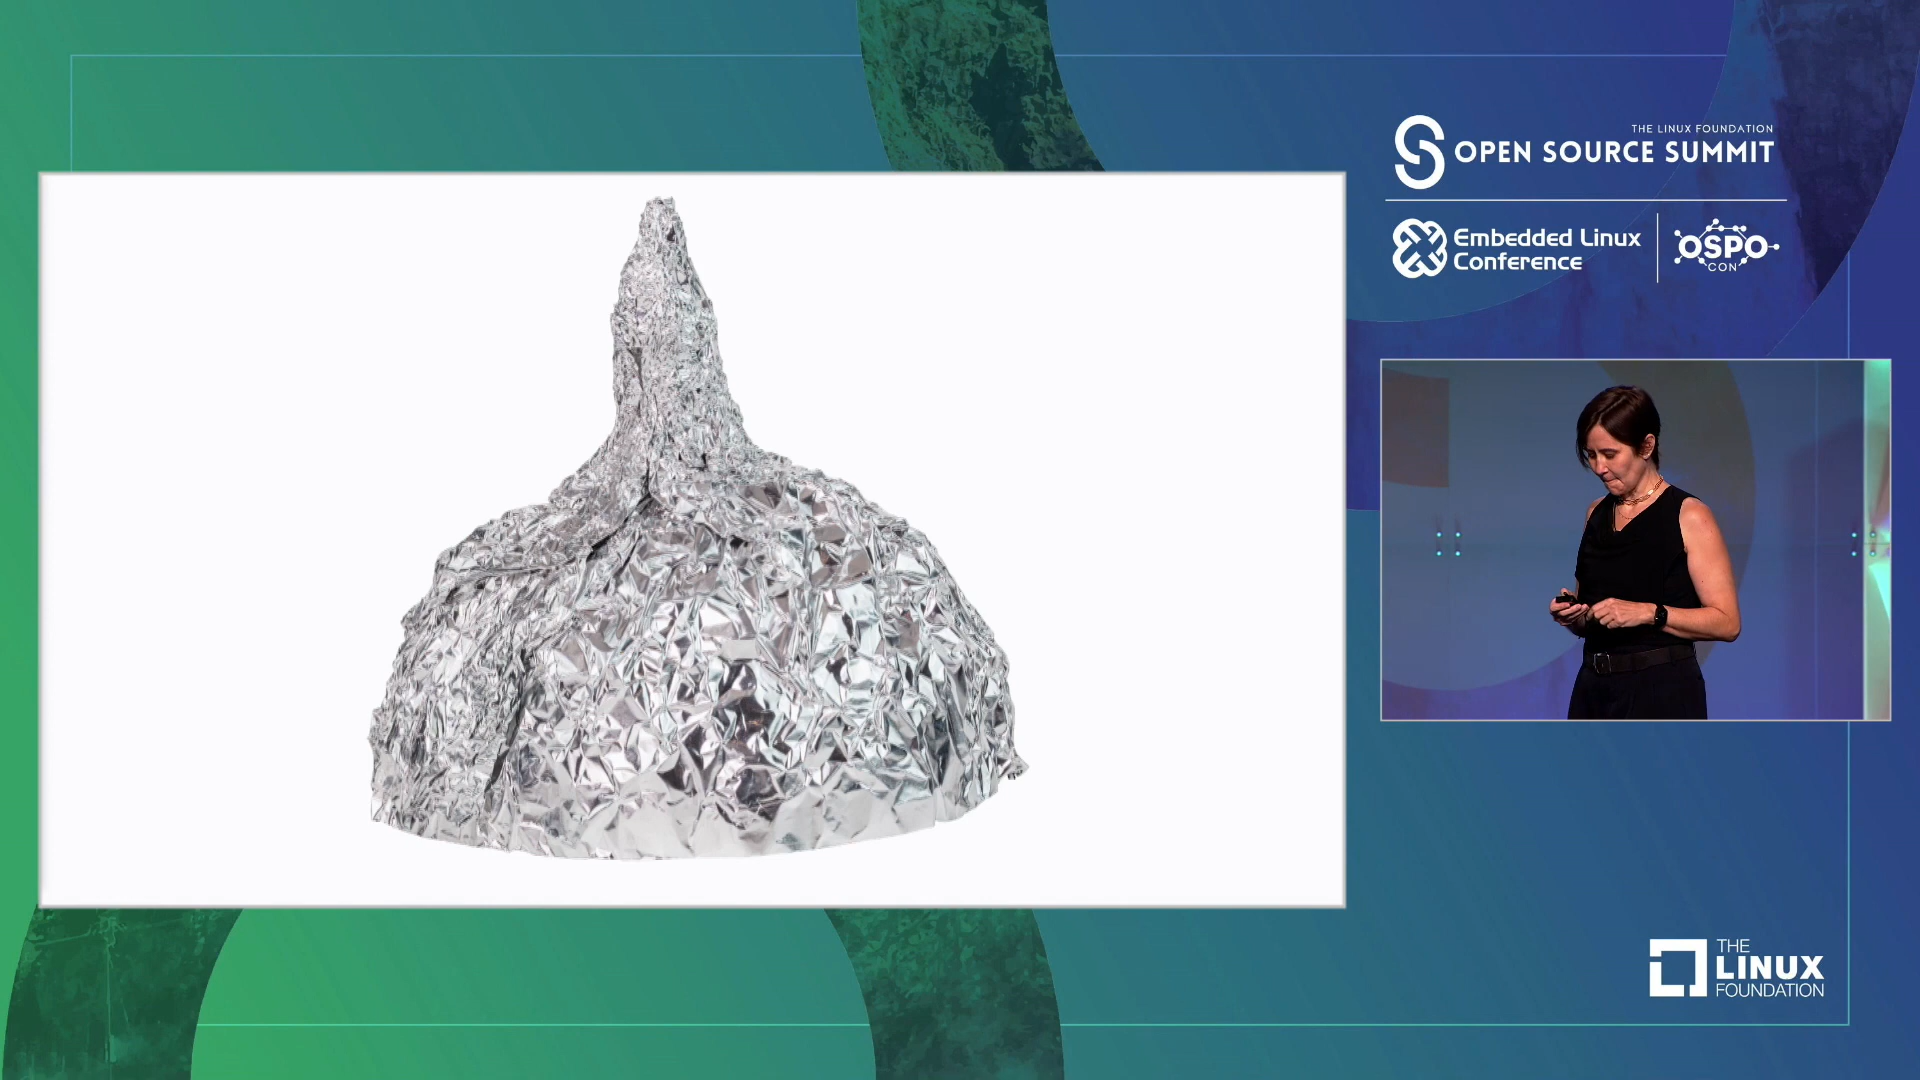 THE LINUX FOUNDATION
OPEN SOURCE SUMMIT
Embedded Linux
Conference
OSPO
CON
THE
LINUX
FOUNDATION